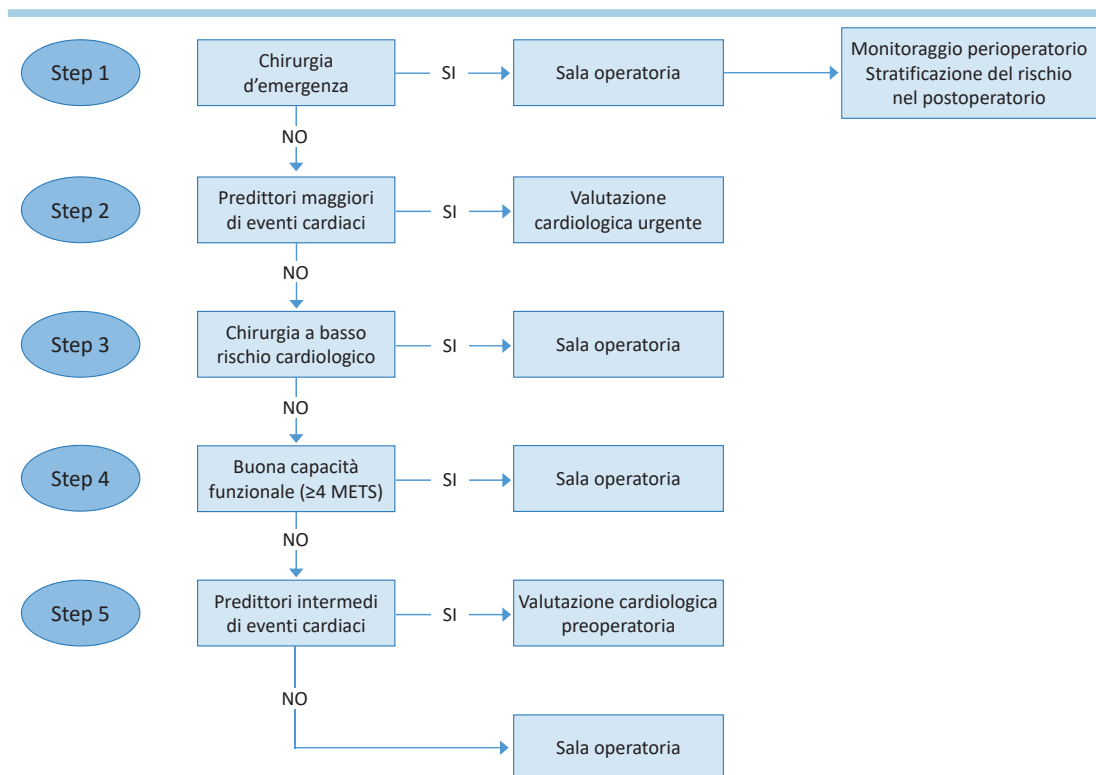 Step 1
Chirurgia
d’emergenza
SI
Sala operatoria
Monitoraggio perioperatorio
Stratificazione del rischio
nel postoperatorio
NO
Step 2
Predittori maggiori
di eventi cardiaci
SI
Valutazione
cardiologica urgente
NO
Step 3
Chirurgia a basso
rischio cardiologico
SI
Sala operatoria
NO
Step 4
Buona capacità
funzionale (≥4 METS)
SI
Sala operatoria
NO
Step 5
Predittori intermedi
di eventi cardiaci
SI
Valutazione cardiologica
preoperatoria
NO
Sala operatoria